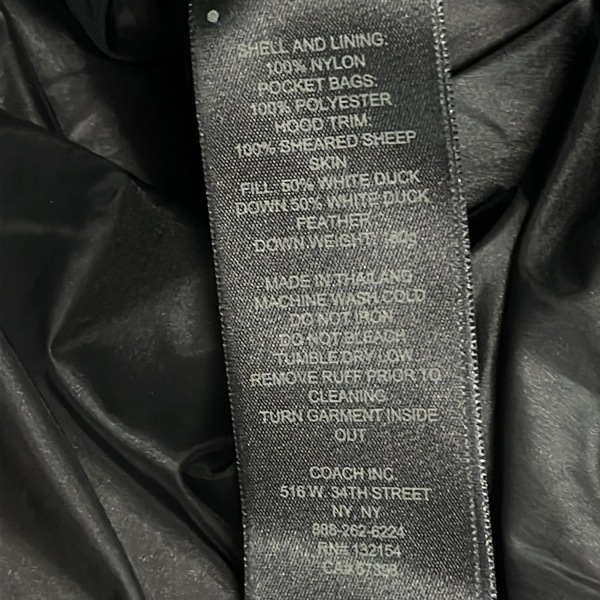 SHELL AND LINING:
100% NYLON
POCKET BAGS:
100% POLYESTER
HOOD TRIM:
100% SHEARED SHEEP
SKIN
FILL: 50% WHITE DUCK
DOWN 50% WHITE DUCK
FEATHER
DOWN WEIGHT:
MADE IN THAILAND
MACHINE WASH COLD
DO NOT IRON
DO NOT BLEACH
TUMBLE DRY LOW
REMOVE RUFF PRIOR TO
CLEANING
TURN GARMENT INSIDE
OUT
COACH INC.
516 W. 34TH STREET
NY, NY
888-262-6224
RN# 132154
CA#